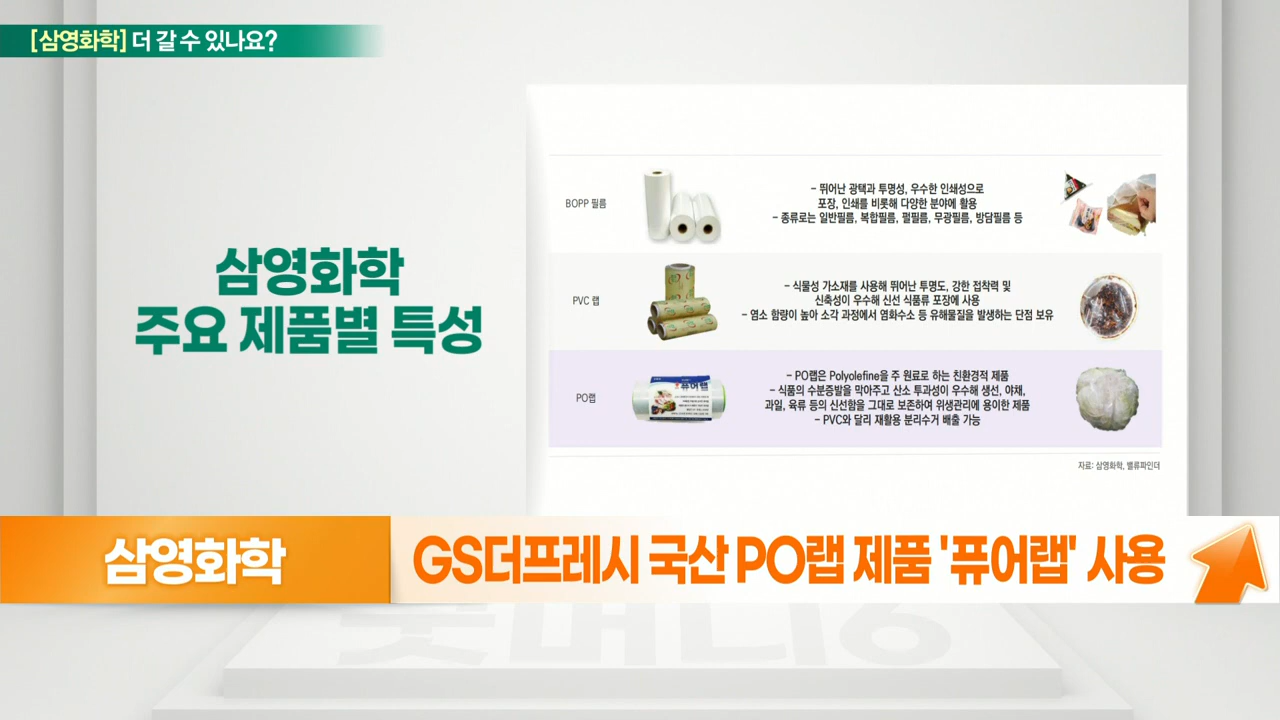 [삼영화학] 더 갈 수 있나요?
삼영화학
주요 제품별 특성
BOPP 필름
- 뛰어난 광택과 투명성, 우수한 인쇄성으로
포장, 인쇄를 비롯해 다양한 분야에 활용
- 종류로는 일반필름, 복합필름, 펄필름, 무광필름, 방담필름 등
PVC 랩
- 식물성 가소재를 사용해 뛰어난 투명도, 강한 접착력 및
신축성이 우수해 신선 식품류 포장에 사용
- 염소 함량이 높아 소각 과정에서 염화수소 등 유해물질을 발생하는 단점 보유
PO랩
퓨어랩
- PO랩은 Polyolefine을 주 원료로 하는 친환경적 제품
- 식품의 수분증발을 막아주고 산소 투과성이 우수해 생선, 야채,
과일, 육류 등의 신선함을 그대로 보존하여 위생관리에 용이한 제품
- PVC와 달리 재활용 분리수거 배출 가능
자료: 삼영화학, 밸류파인더
삼영화학
GS더프레시 국산 PO랩 제품 '퓨어랩' 사용
굿머니6